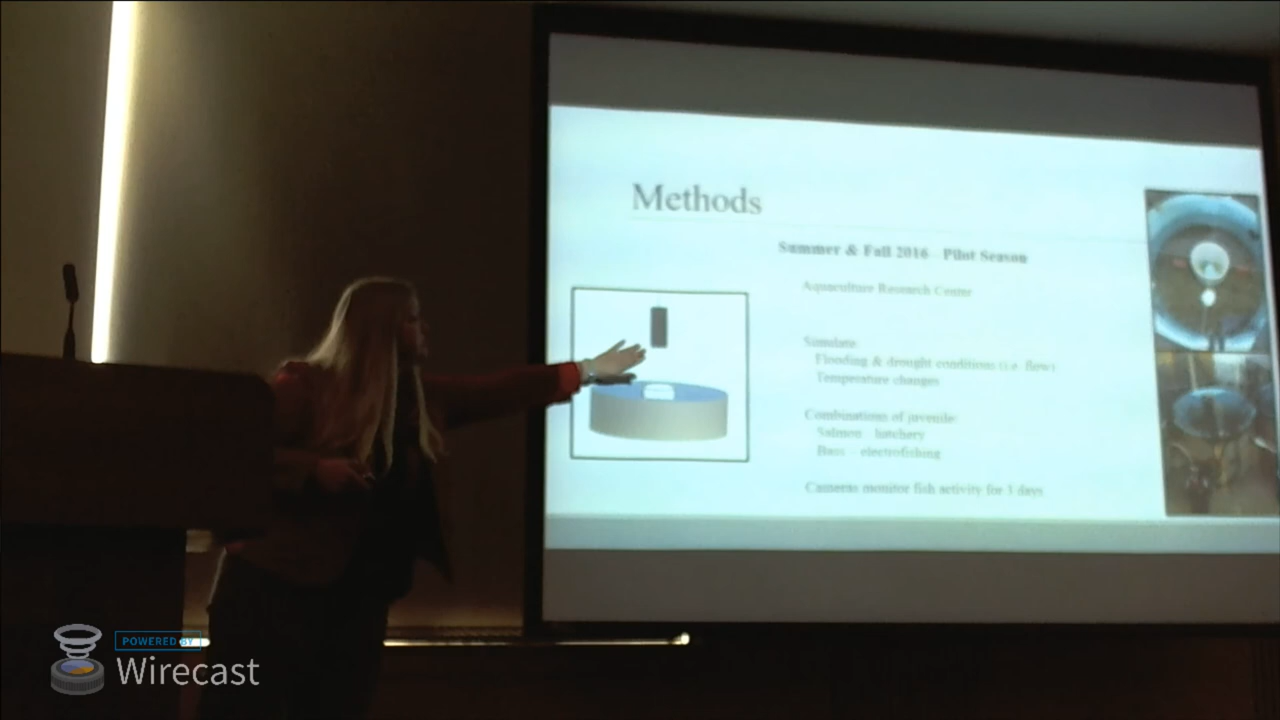 Methods
Summer & Fall 2016 - Pilot Season
Aquaculture Research Center
Simulate:
Flooding & drought conditions (i.e. flow)
Temperature changes
Combinations of juvenile:
Salmon - hatchery
Bass - electrofishing
Cameras monitor fish activity for 3 days
POWERED BY
Wirecast